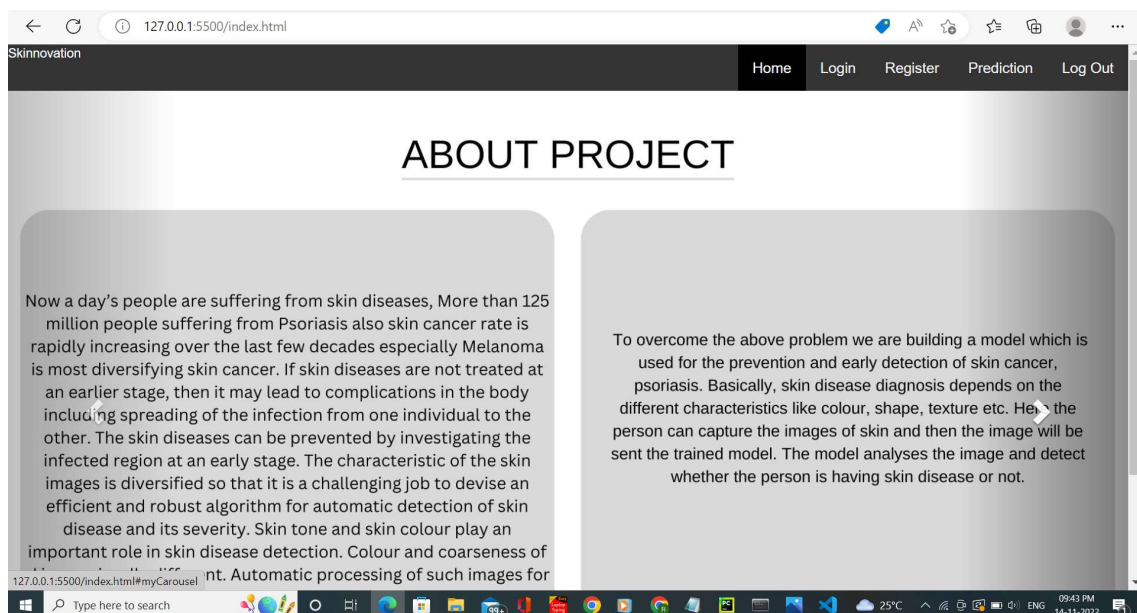 127.0.0.1:5500/index.html
Skinnovation
Home Login Register Prediction Log Out
ABOUT PROJECT
Now a day's people are suffering from skin diseases, More than 125
million people suffering from Psoriasis also skin cancer rate is
rapidly increasing over the last few decades especially Melanoma
is most diversifying skin cancer. If skin diseases are not treated at
an earlier stage, then it may lead to complications in the body
including spreading of the infection from one individual to the
other. The skin diseases can be prevented by investigating the
infected region at an early stage. The characteristic of the skin
images is diversified so that it is a challenging job to devise an
efficient and robust algorithm for automatic detection of skin
disease and its severity. Skin tone and skin colour play an
important role in skin disease detection. Colour and coarseness of
Automatic processing of such images for
To overcome the above problem we are building a model which is
used for the prevention and early detection of skin cancer,
psoriasis. Basically, skin disease diagnosis depends on the
different characteristics like colour, shape, texture etc. Here the
person can capture the images of skin and then the image will be
sent the trained model. The model analyses the image and detect
whether the person is having skin disease or not.
127.0.0.1:5500/index.html#myCarousel
Type here to search
99+
25°C
ENG
09:43 PM
14-11-2022